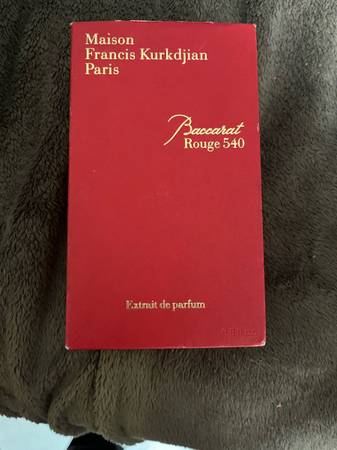 Maison
Francis Kurkdjian
Paris
Baccarat
Rouge 540
Extrait de parfum